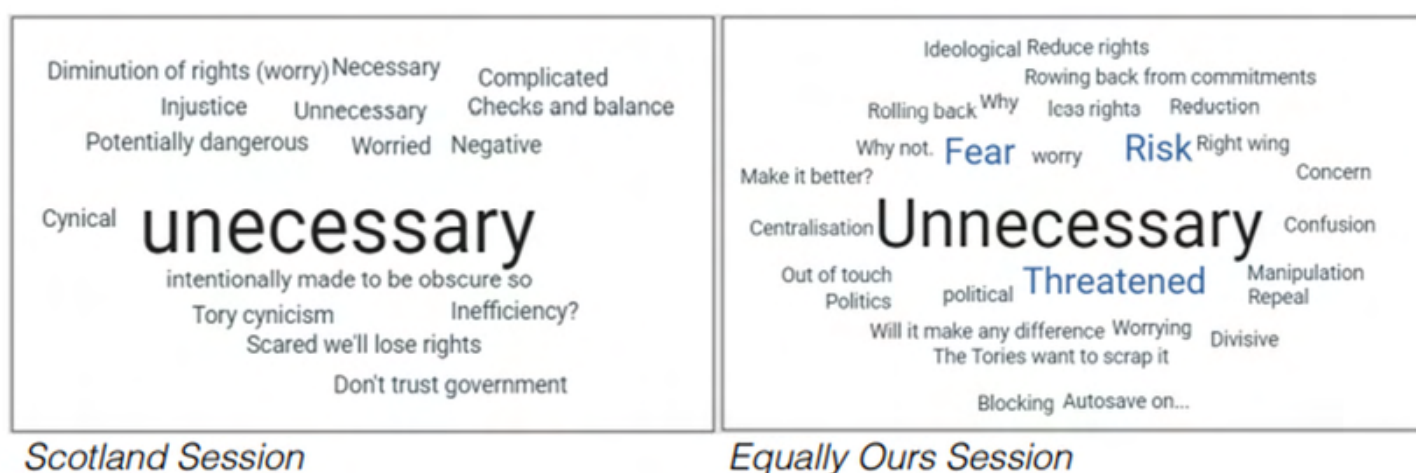 Diminution of rights (worry) Necessary Complicated
Injustice Unnecessary Checks and balance
Potentially dangerous Worried Negative
Cynical unecessary
intentionally made to be obscure so
Tory cynicism Inefficiency?
Scared we'll lose rights
Don't trust government
Scotland Session
Ideological Reduce rights
Rowing back from commitments
Rolling back Why lcaa rights Reduction
Why not. Fear worry Risk Right wing
Make it better? Concern
Centralisation Unnecessary Confusion
Out of touch Threatened Manipulation
Politics political Repeal
Will it make any difference Worrying Divisive
The Tories want to scrap it
Blocking Autosave on...
Equally Ours Session